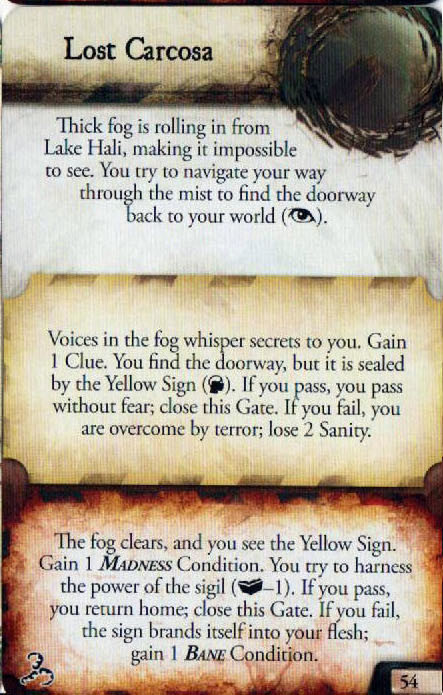 Lost Carcosa
Thick fog is rolling in from
Lake Hali, making it impossible
to see. You try to navigate your way
through the mist to find the doorway
back to your world ( ).
Voices in the fog whisper secrets to you. Gain
1 Clue. You find the doorway, but it is sealed
by the Yellow Sign ( ). If you pass, you pass
without fear; close this Gate. If you fail, you
are overcome by terror; lose 2 Sanity.
The fog clears, and you see the Yellow Sign.
Gain 1 MADNESS Condition. You try to harness
the power of the sigil ( –1). If you pass,
you return home; close this Gate. If you fail,
the sign brands itself into your flesh;
gain 1 BANE Condition.
54